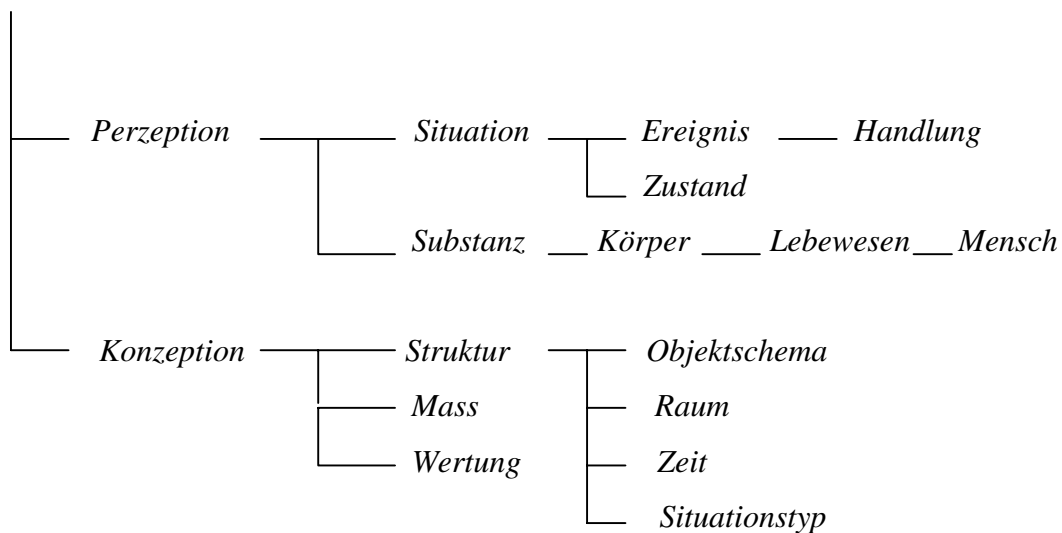 Perzeption Situation Ereignis Handlung
Zustand
Substanz Körper Lebewesen Mensch
Konzeption Struktur Objektschema
Mass Raum
Wertung Zeit
Situationstyp